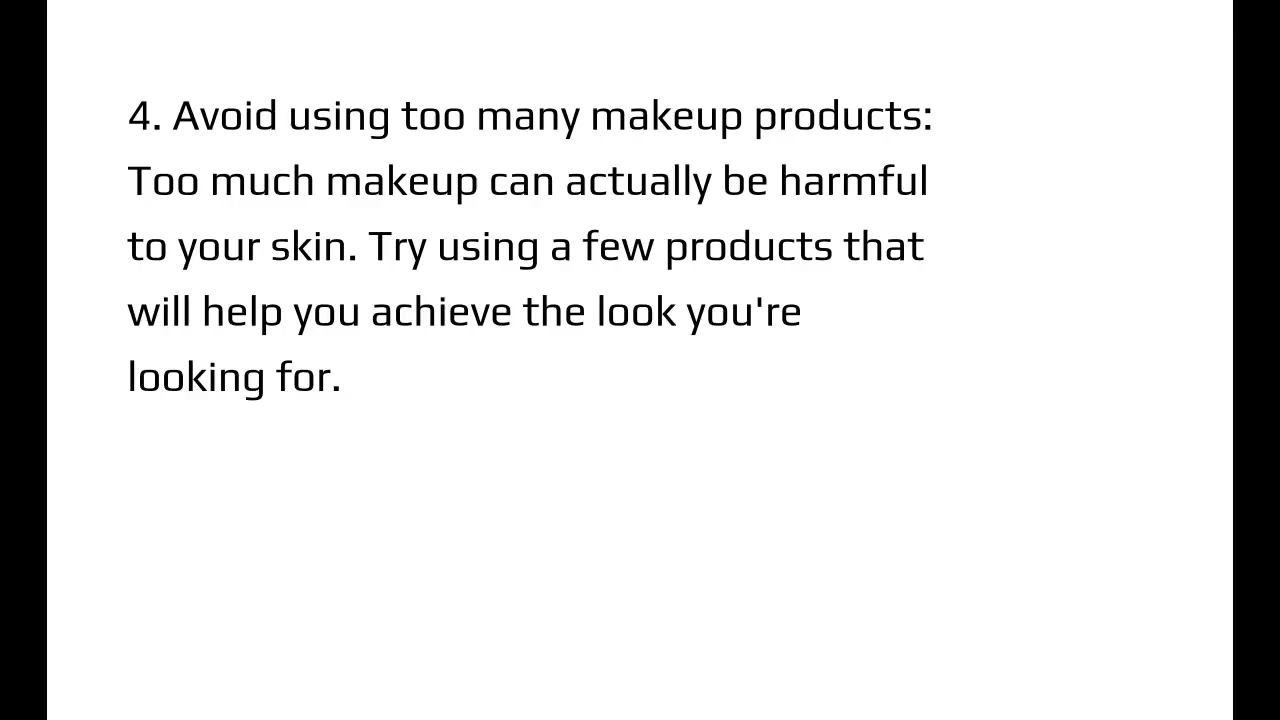 4. Avoid using too many makeup products:
Too much makeup can actually be harmful
to your skin. Try using a few products that
will help you achieve the look you're
looking for.